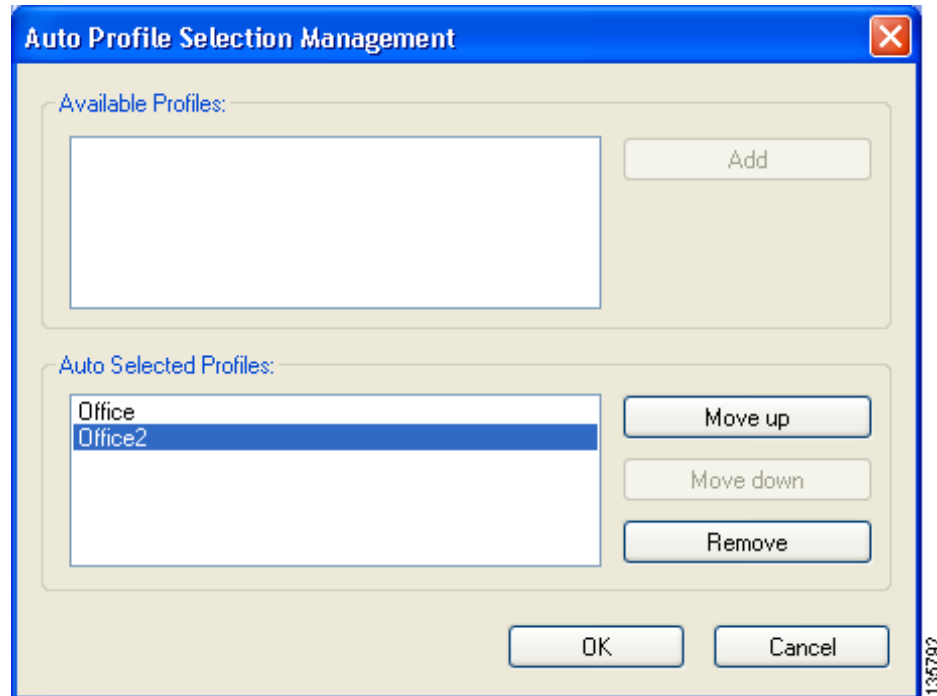 Auto Profile Selection Management
Available Profiles:
Add
Auto Selected Profiles:
Office
Office2
Move up
Move down
Remove
OK
Cancel
135792